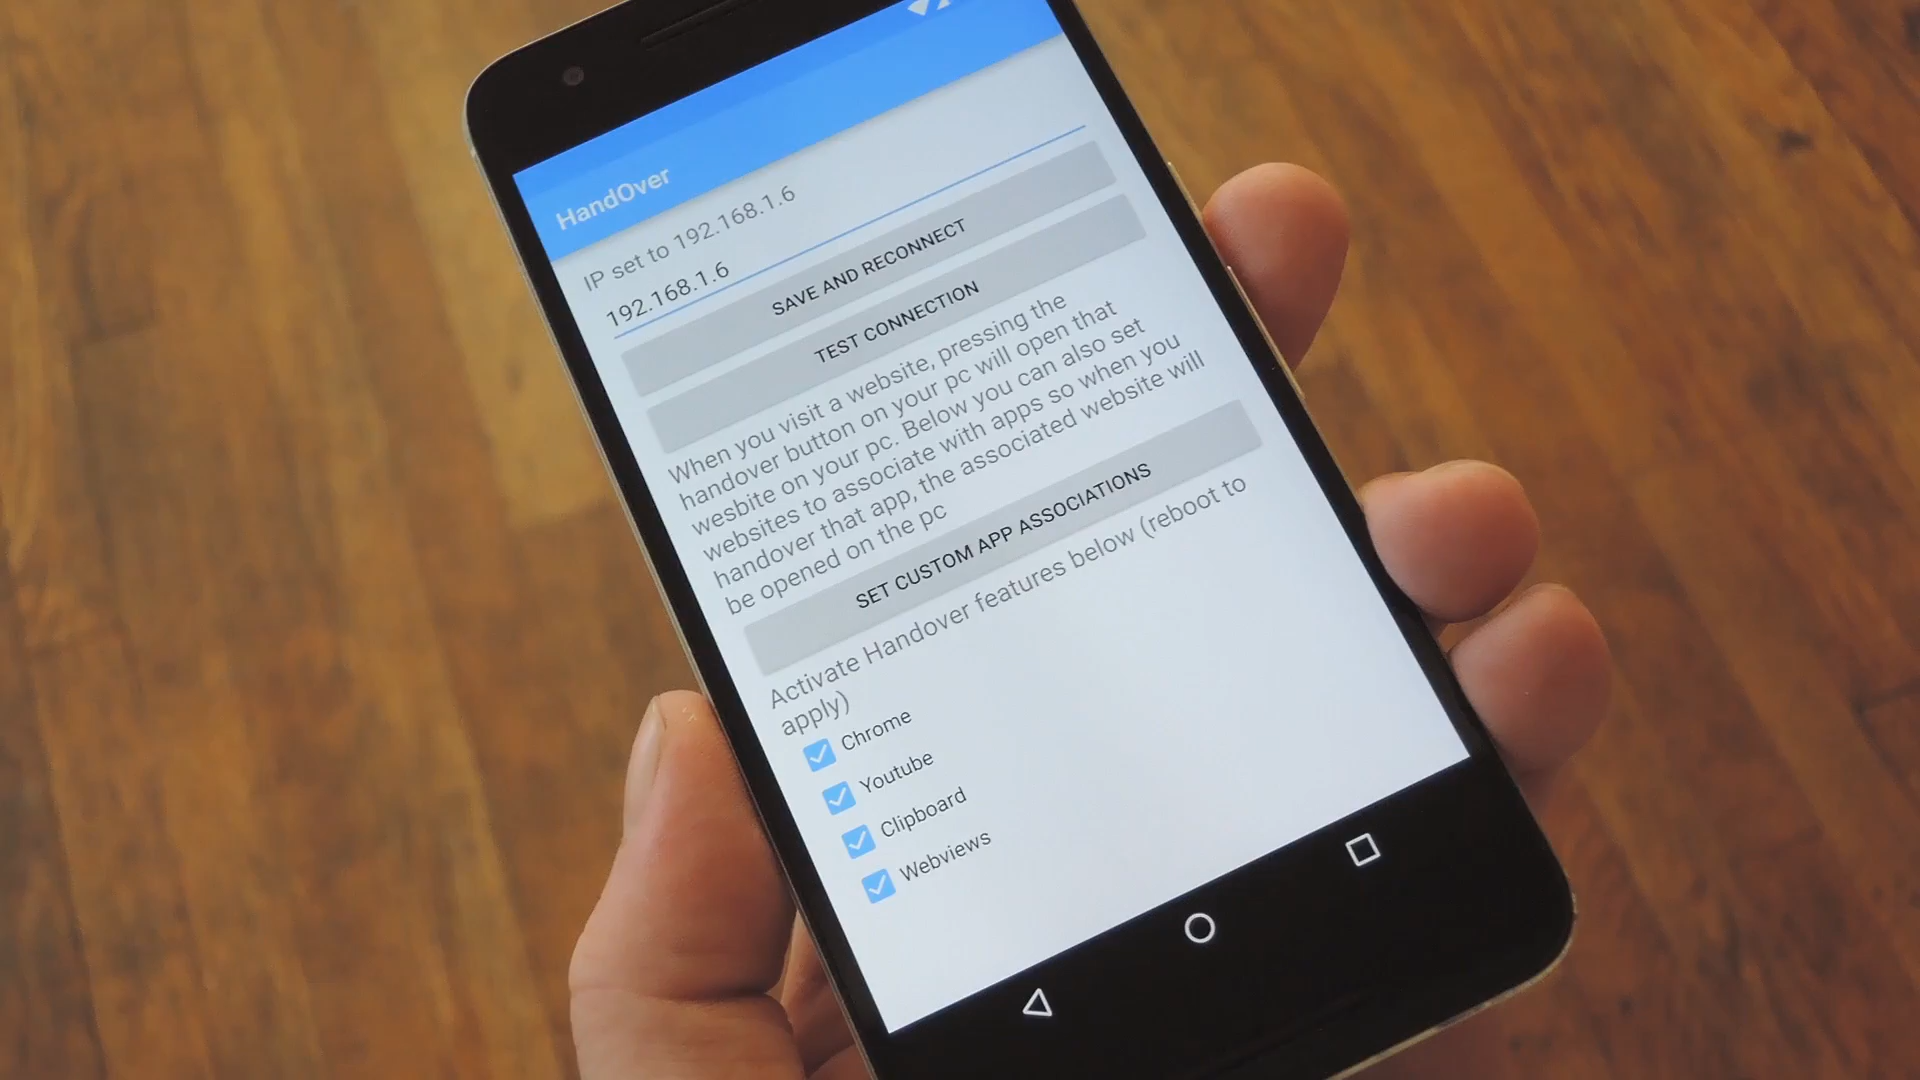 HandOver
IP set to 192.168.1.6
192.168.1.6
SAVE AND RECONNECT
TEST CONNECTION
When you visit a website, pressing the
handover button on your pc will open that
wesbite on your pc. Below you can also set
websites to associate with apps so when you
handover that app, the associated website will
be opened on the pc
SET CUSTOM APP ASSOCIATIONS
Activate Handover features below (reboot to
apply)
Chrome
Youtube
Clipboard
Webviews